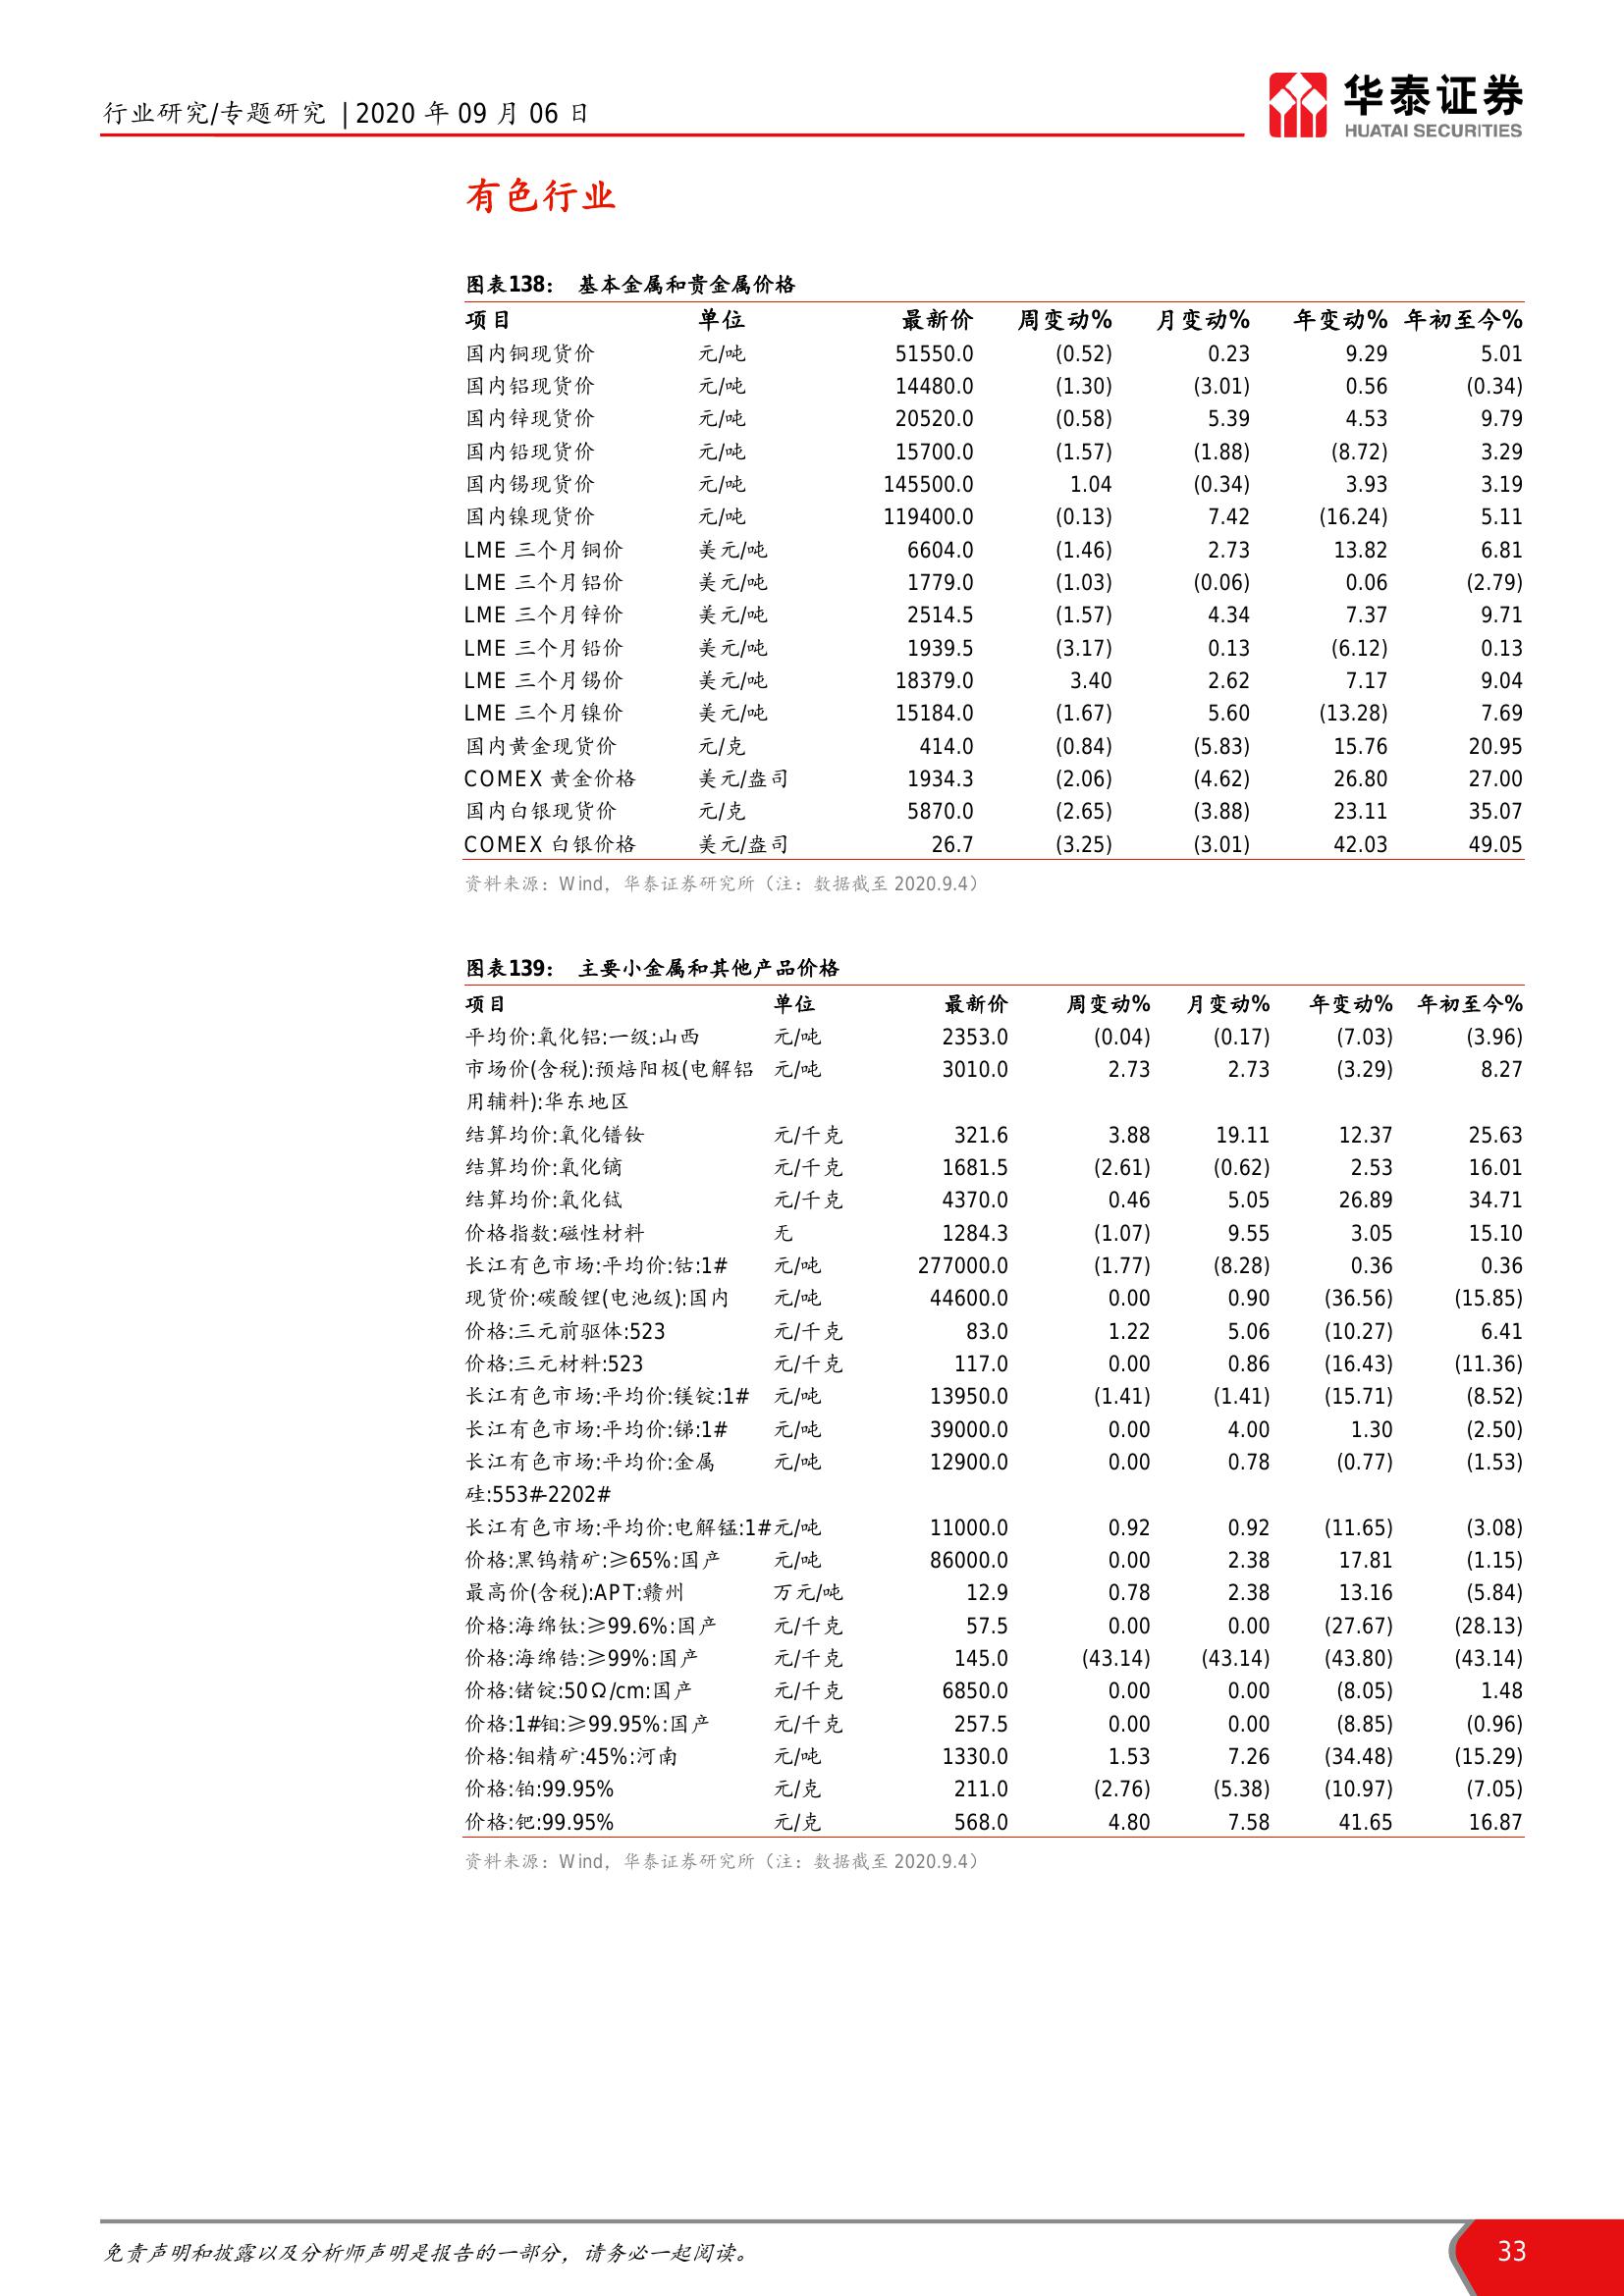 行业研究/专题研究 | 2020 年 09 月 06 日
华泰证券
HUATAI SECURITIES
有色行业
图表138： 基本金属和贵金属价格
项目 单位 最新价 周变动% 月变动% 年变动% 年初至今%
国内铜现货价 元/吨 51550.0 (0.52) 0.23 9.29 5.01
国内铝现货价 元/吨 14480.0 (1.30) (3.01) 0.56 (0.34)
国内锌现货价 元/吨 20520.0 (0.58) 5.39 4.53 9.79
国内铅现货价 元/吨 15700.0 (1.57) (1.88) (8.72) 3.29
国内锡现货价 元/吨 145500.0 1.04 (0.34) 3.93 3.19
国内镍现货价 元/吨 119400.0 (0.13) 7.42 (16.24) 5.11
LME 三个月铜价 美元/吨 6604.0 (1.46) 2.73 13.82 6.81
LME 三个月铝价 美元/吨 1779.0 (1.03) (0.06) 0.06 (2.79)
LME 三个月锌价 美元/吨 2514.5 (1.57) 4.34 7.37 9.71
LME 三个月铅价 美元/吨 1939.5 (3.17) 0.13 (6.12) 0.13
LME 三个月锡价 美元/吨 18379.0 3.40 2.62 7.17 9.04
LME 三个月镍价 美元/吨 15184.0 (1.67) 5.60 (13.28) 7.69
国内黄金现货价 元/克 414.0 (0.84) (5.83) 15.76 20.95
COMEX 黄金价格 美元/盎司 1934.3 (2.06) (4.62) 26.80 27.00
国内白银现货价 元/克 5870.0 (2.65) (3.88) 23.11 35.07
COMEX 白银价格 美元/盎司 26.7 (3.25) (3.01) 42.03 49.05
资料来源：Wind，华泰证券研究所（注：数据截至 2020.9.4）
图表139： 主要小金属和其他产品价格
项目 单位 最新价 周变动% 月变动% 年变动% 年初至今%
平均价:氧化铝:一级:山西 元/吨 2353.0 (0.04) (0.17) (7.03) (3.96)
市场价(含税):预焙阳极(电解铝 元/吨 3010.0 2.73 2.73 (3.29) 8.27
用辅料):华东地区
结算均价:氧化镨钕 元/千克 321.6 3.88 19.11 12.37 25.63
结算均价:氧化镝 元/千克 1681.5 (2.61) (0.62) 2.53 16.01
结算均价:氧化铽 元/千克 4370.0 0.46 5.05 26.89 34.71
价格指数:磁性材料 无 1284.3 (1.07) 9.55 3.05 15.10
长江有色市场:平均价:钴:1# 元/吨 277000.0 (1.77) (8.28) 0.36 0.36
现货价:碳酸锂(电池级):国内 元/吨 44600.0 0.00 0.90 (36.56) (15.85)
价格:三元前驱体:523 元/千克 83.0 1.22 5.06 (10.27) 6.41
价格:三元材料:523 元/千克 117.0 0.00 0.86 (16.43) (11.36)
长江有色市场:平均价:镁锭:1# 元/吨 13950.0 (1.41) (1.41) (15.71) (8.52)
长江有色市场:平均价:锑:1# 元/吨 39000.0 0.00 4.00 1.30 (2.50)
长江有色市场:平均价:金属 元/吨 12900.0 0.00 0.78 (0.77) (1.53)
硅:553#-2202#
长江有色市场:平均价:电解锰:1# 元/吨 11000.0 0.92 0.92 (11.65) (3.08)
价格:黑钨精矿:≥65%:国产 元/吨 86000.0 0.00 2.38 17.81 (1.15)
最高价(含税):APT:赣州 万元/吨 12.9 0.78 2.38 13.16 (5.84)
价格:海绵钛:≥99.6%:国产 元/千克 57.5 0.00 0.00 (27.67) (28.13)
价格:海绵锆:≥99%:国产 元/千克 145.0 (43.14) (43.14) (43.80) (43.14)
价格:锗锭:50Ω/cm:国产 元/千克 6850.0 0.00 0.00 (8.05) 1.48
价格:1#钼:≥99.95%:国产 元/千克 257.5 0.00 0.00 (8.85) (0.96)
价格:钼精矿:45%:河南 元/吨 1330.0 1.53 7.26 (34.48) (15.29)
价格:铂:99.95% 元/克 211.0 (2.76) (5.38) (10.97) (7.05)
价格:钯:99.95% 元/克 568.0 4.80 7.58 41.65 16.87
资料来源：Wind，华泰证券研究所（注：数据截至 2020.9.4）
免责声明和披露以及分析师声明是报告的一部分，请务必一起阅读。
33